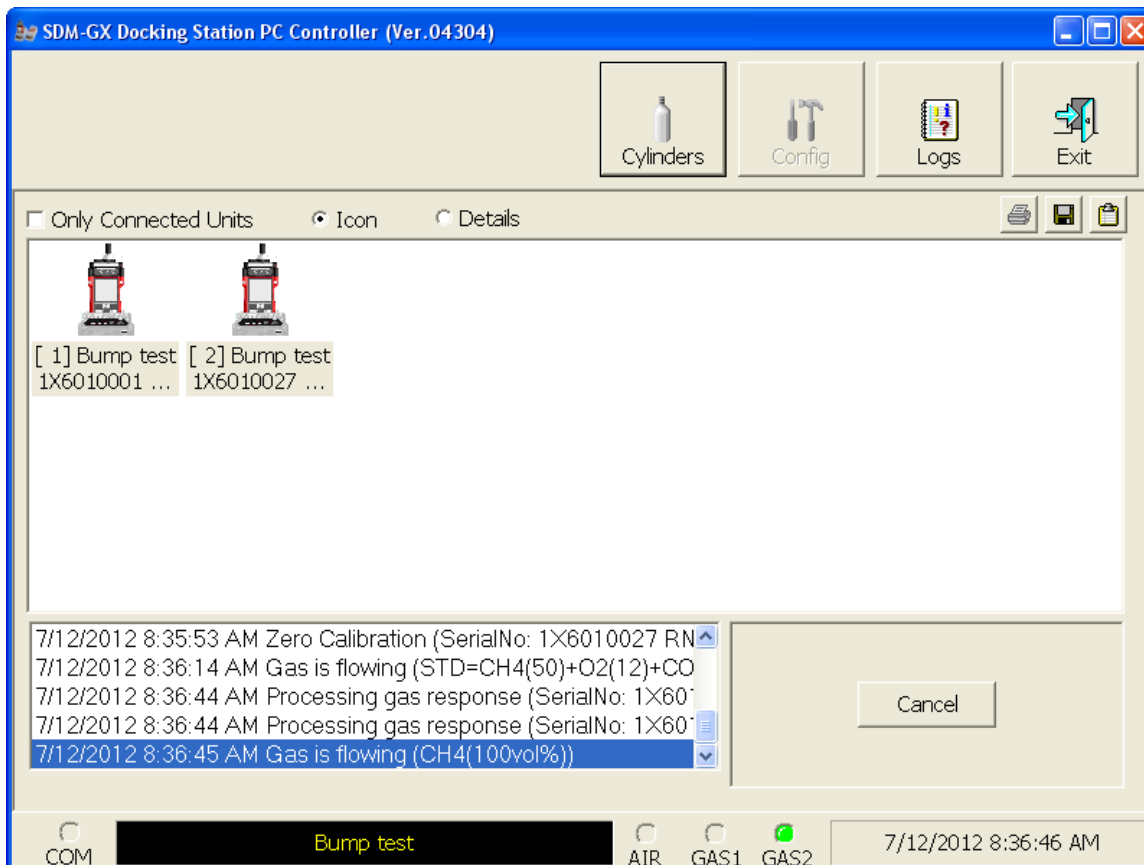 SDM-GX Docking Station PC Controller (Ver.04304)
Cylinders
Config
Logs
Exit
Only Connected Units
Icon
Details
[ 1] Bump test
1X6010001 ...
[ 2] Bump test
1X6010027 ...
7/12/2012 8:35:53 AM Zero Calibration (SerialNo: 1X6010027 RN
7/12/2012 8:36:14 AM Gas is flowing (STD=CH4(50)+O2(12)+CO
7/12/2012 8:36:44 AM Processing gas response (SerialNo: 1X601
7/12/2012 8:36:44 AM Processing gas response (SerialNo: 1X601
7/12/2012 8:36:45 AM Gas is flowing (CH4(100vol%))
Cancel
COM
Bump test
AIR
GAS1
GAS2
7/12/2012 8:36:46 AM